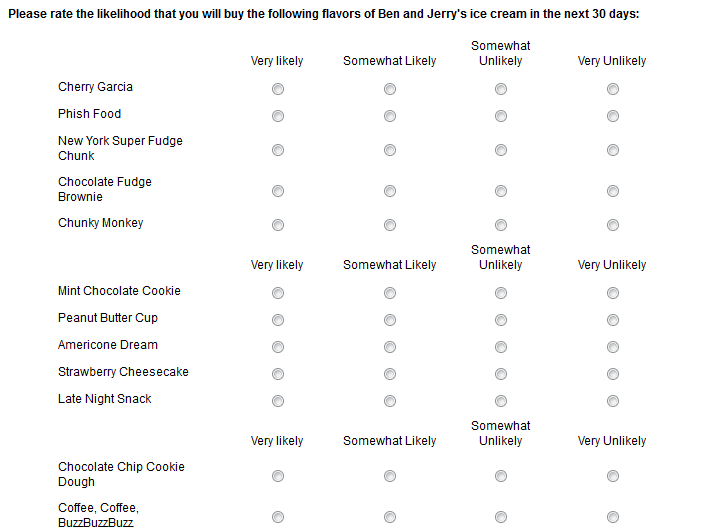 Please rate the likelihood that you will buy the following flavors of Ben and Jerry's ice cream in the next 30 days:
Somewhat
Very likely Somewhat Likely Unlikely Very Unlikely
Cherry Garcia
Phish Food
New York Super Fudge
Chunk
Chocolate Fudge
Brownie
Chunky Monkey
Somewhat
Very likely Somewhat Likely Unlikely Very Unlikely
Mint Chocolate Cookie
Peanut Butter Cup
Americone Dream
Strawberry Cheesecake
Late Night Snack
Somewhat
Very likely Somewhat Likely Unlikely Very Unlikely
Chocolate Chip Cookie
Dough
Coffee, Coffee,
BuzzBuzzBuzz